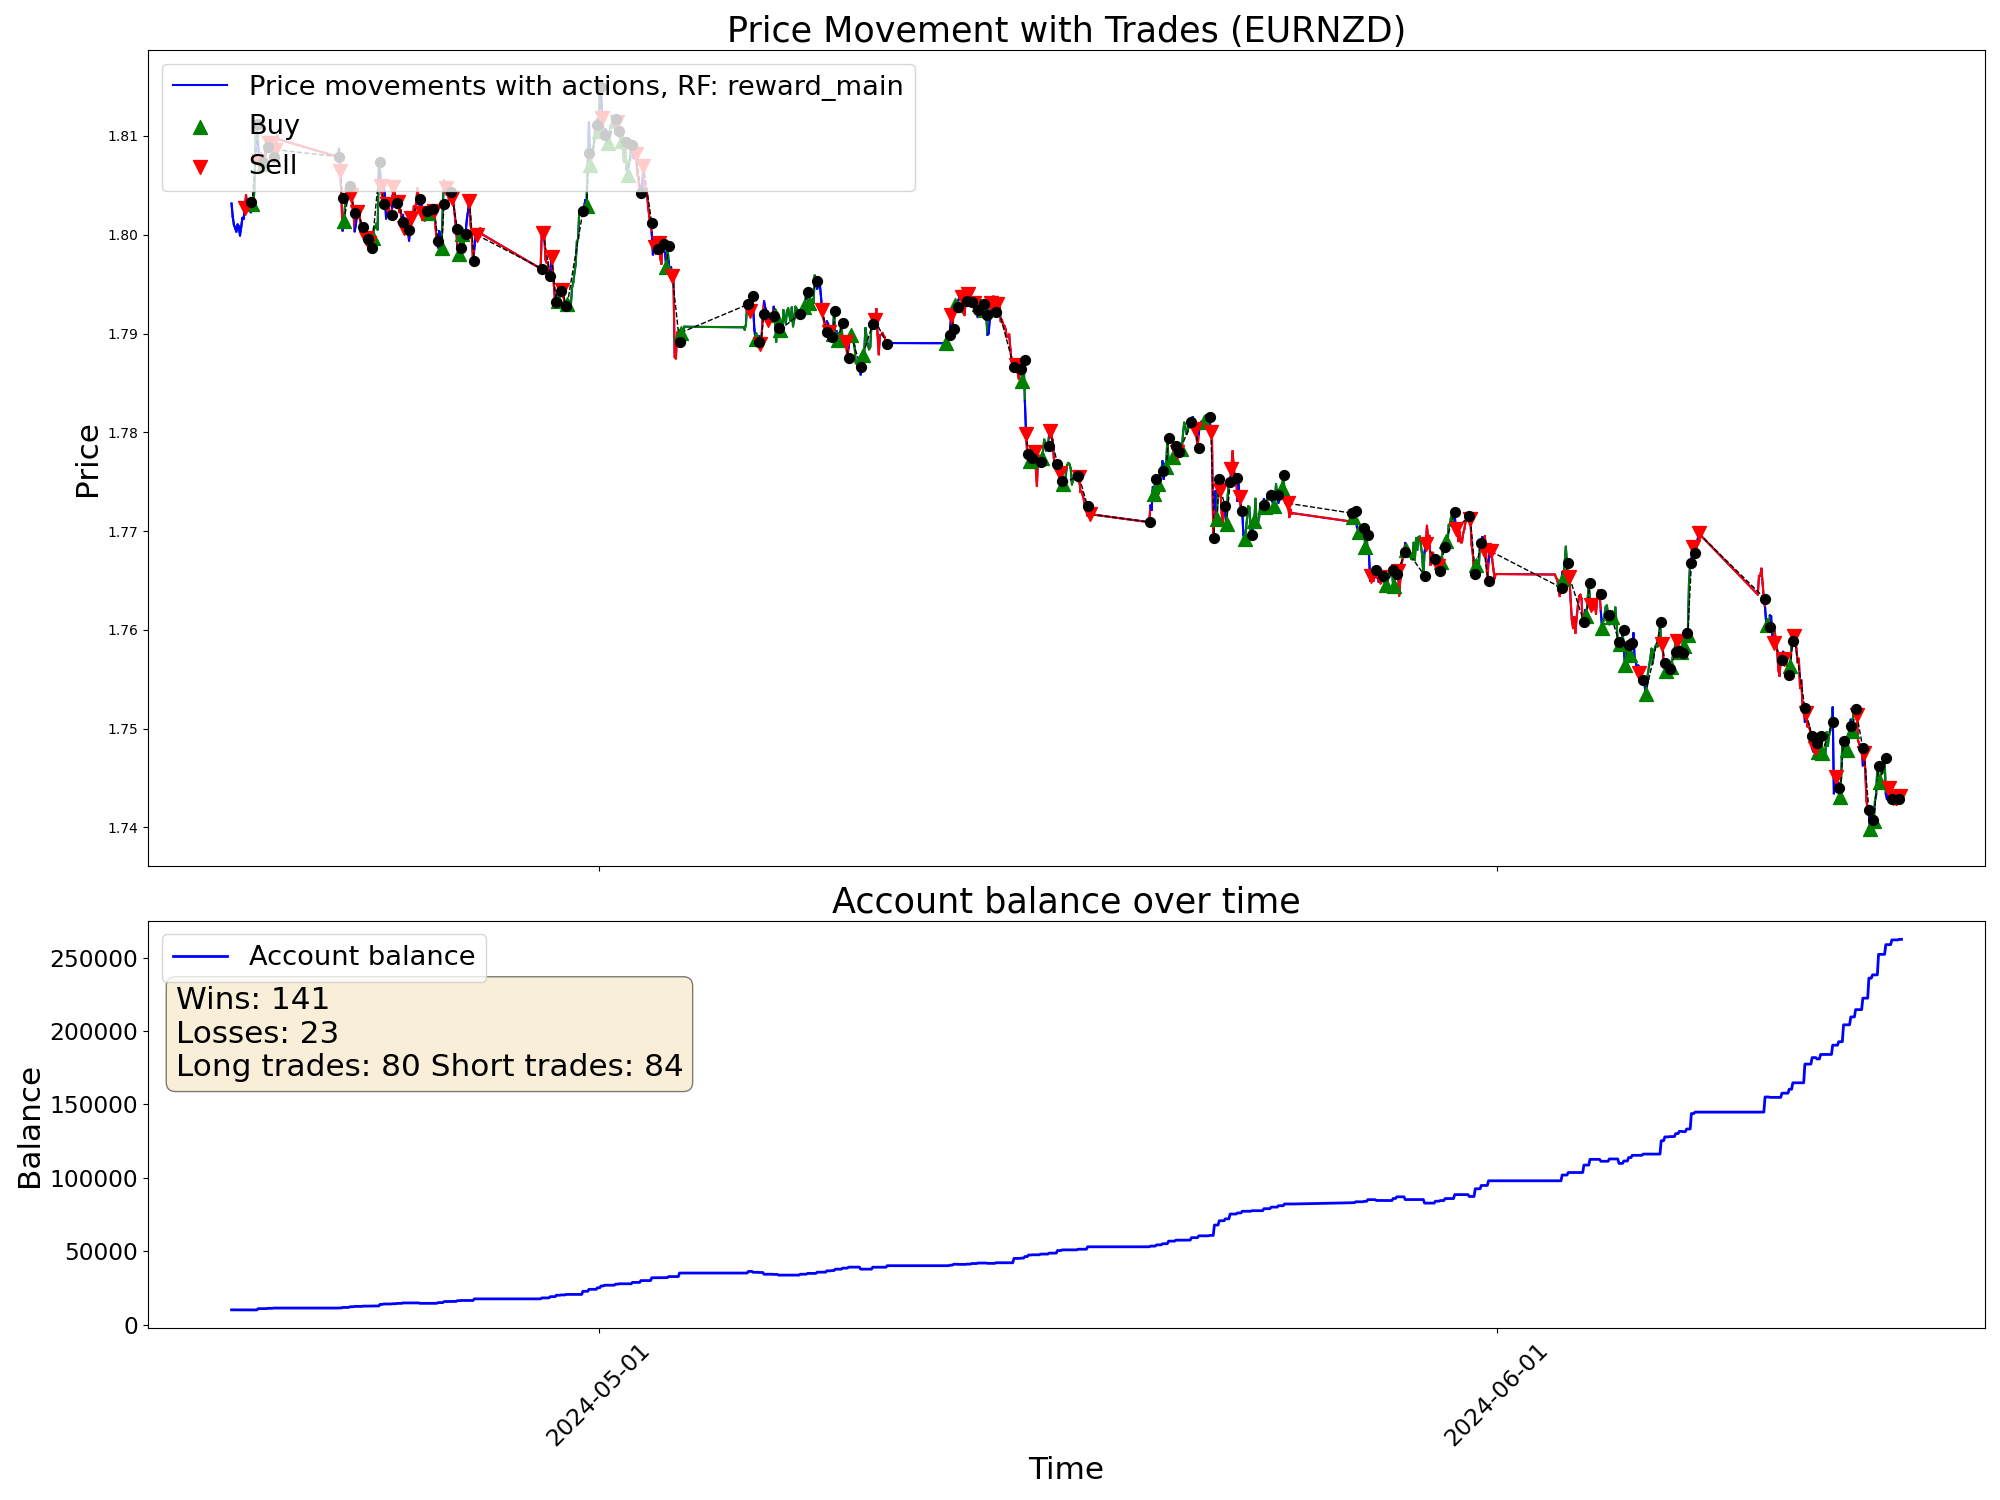 Price Movement with Trades (EURNZD)
Price movements with actions, RF: reward_main
Buy
Sell
1.81
1.80
1.79
1.78
1.77
1.76
1.75
1.74
Price
Account balance over time
Account balance
Wins: 141
Losses: 23
Long trades: 80 Short trades: 84
250000
200000
150000
100000
50000
0
Balance
2024-05-01
2024-06-01
Time